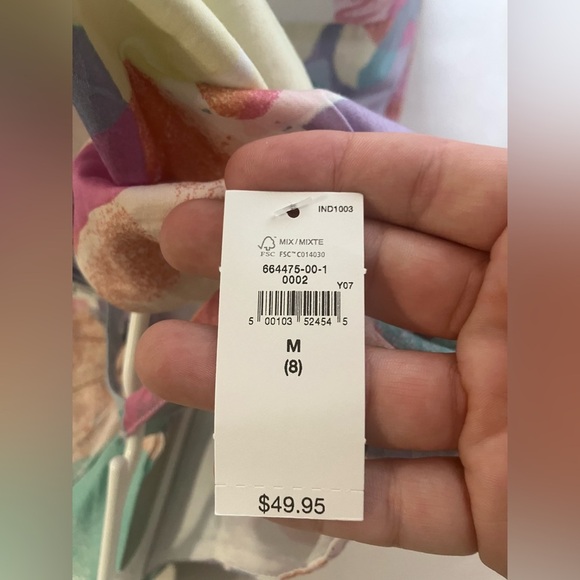 IND1003
MIX / MIXTE
FSC FSC™ C014030
664475-00-1
0002
Y07
5 00103 52454 5
M
(8)
$49.95